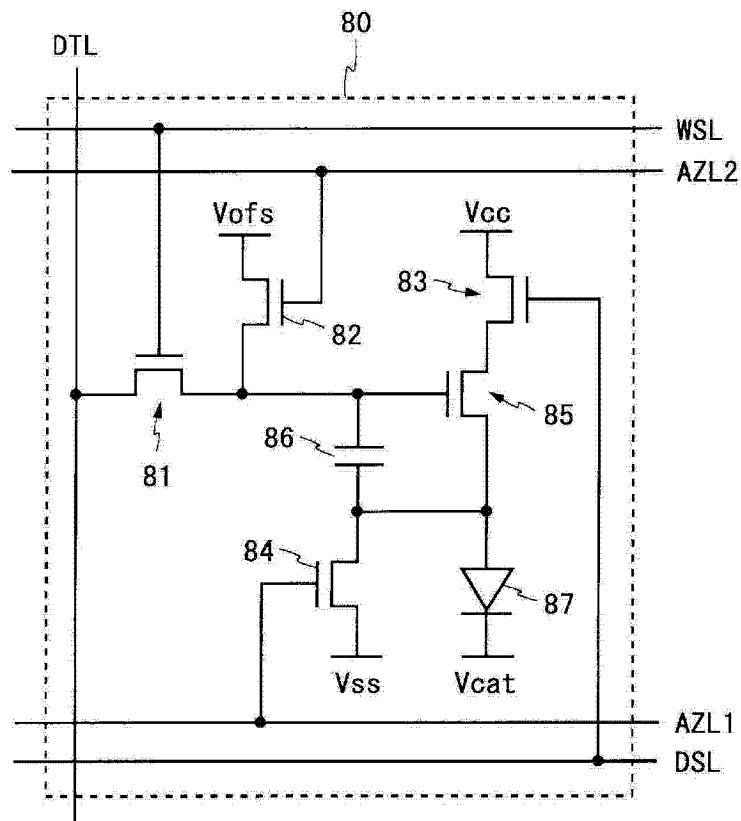 80
DTL
WSL
AZL2
Vofs
Vcc
83
82
85
86
81
84
87
Vss
Vcat
AZL1
DSL